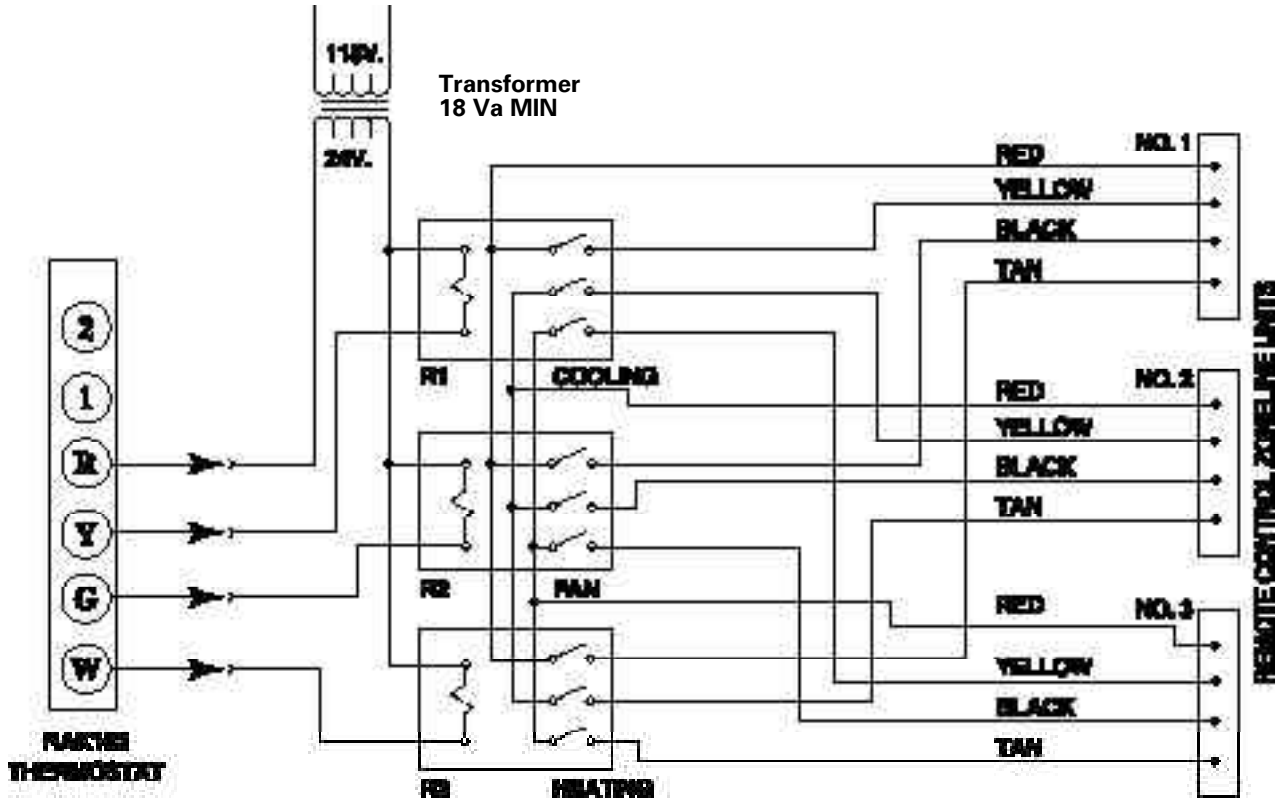 115V.
Transformer
18 Va MIN
24V.
NO. 1
RED
YELLOW
BLACK
TAN
2
1
R
Y
G
W
THERMOSTAT
R1
COOLING
NO. 2
RED
YELLOW
BLACK
TAN
R2
FAN
NO. 3
RED
YELLOW
BLACK
TAN
R3
HEATING
REMOTE CONTROL ZONELINE UNITS